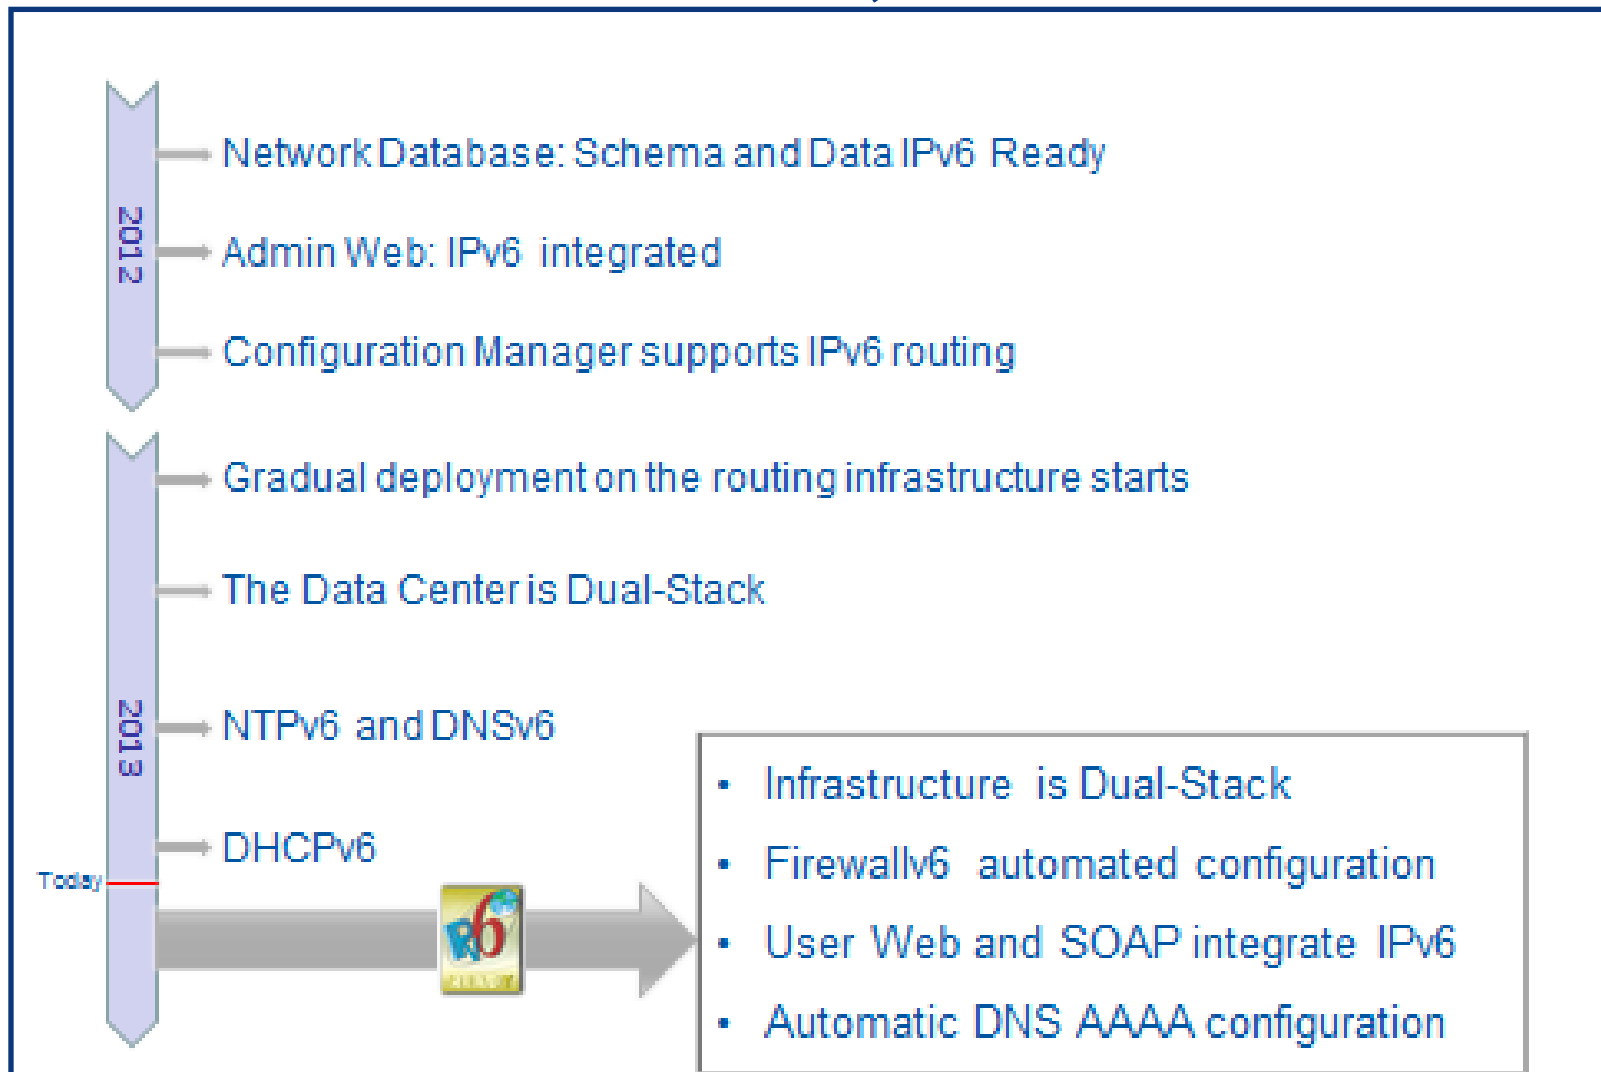 2012
Network Database: Schema and Data IPv6 Ready
Admin Web: IPv6 integrated
Configuration Manager supports IPv6 routing
2013
Gradual deployment on the routing infrastructure starts
The Data Center is Dual-Stack
NTPv6 and DNSv6
DHCPv6
Today
• Infrastructure is Dual-Stack
• Firewallv6 automated configuration
• User Web and SOAP integrate IPv6
• Automatic DNS AAAA configuration